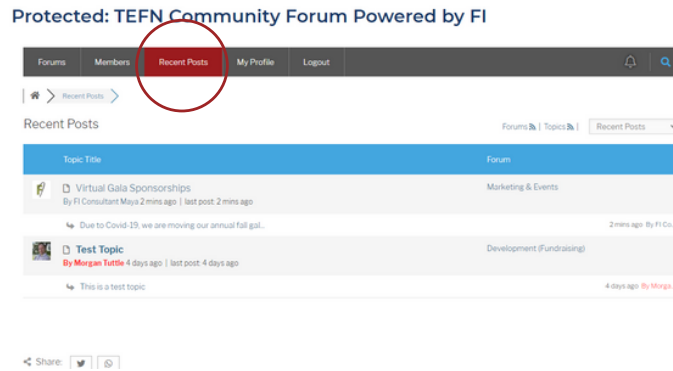 Protected: TEFN Community Forum Powered by FI
Forums Members Recent Posts My Profile Logout
Recent Posts
Recent Posts
Forums | Topics | Recent Posts
Topic Title Forum
Virtual Gala Sponsorships Marketing & Events
By FI Consultant Maya 2 mins ago | last post 2 mins ago
Due to Covid-19, we are moving our annual fall gal... 2 mins ago By FI Co...
Test Topic Development (Fundraising)
By Morgan Tuttle 4 days ago | last post 4 days ago
This is a test topic 4 days ago By Morga
Share: